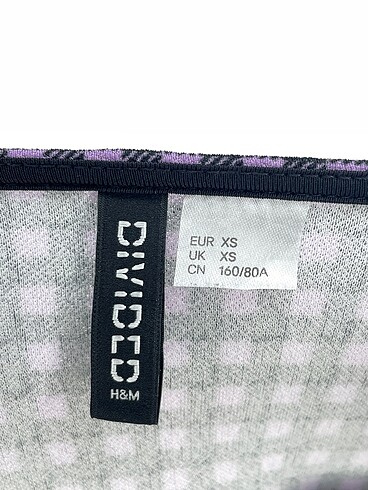 DIVIDED
H&M
EUR XS
UK XS
CN 160/80A